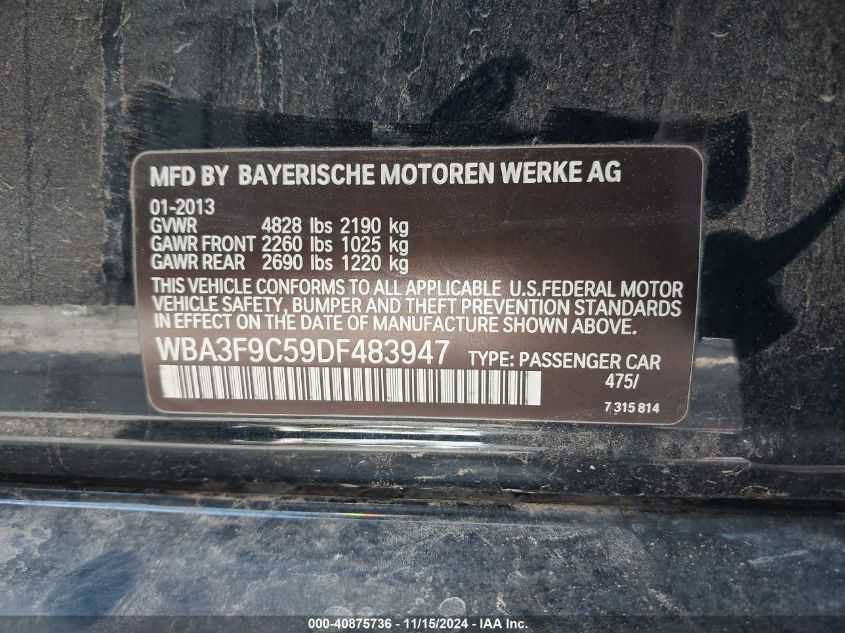 MFD BY BAYERISCHE MOTOREN WERKE AG
01-2013
GVWR 4828 lbs 2190 kg
GAWR FRONT 2260 lbs 1025 kg
GAWR REAR 2690 lbs 1220 kg
THIS VEHICLE CONFORMS TO ALL APPLICABLE U.S.FEDERAL MOTOR
VEHICLE SAFETY, BUMPER AND THEFT PREVENTION STANDARDS
IN EFFECT ON THE DATE OF MANUFACTURE SHOWN ABOVE.
WBA3F9C59DF483947 TYPE: PASSENGER CAR
475/
7 315 814
000-40875736 - 11/15/2024 - IAAI.com